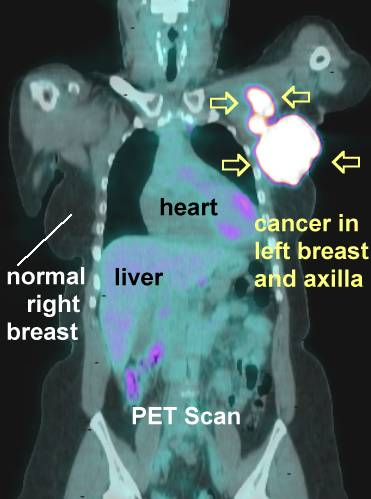 heart
cancer in
left breast
and axilla
normal
right
breast
liver
PET Scan